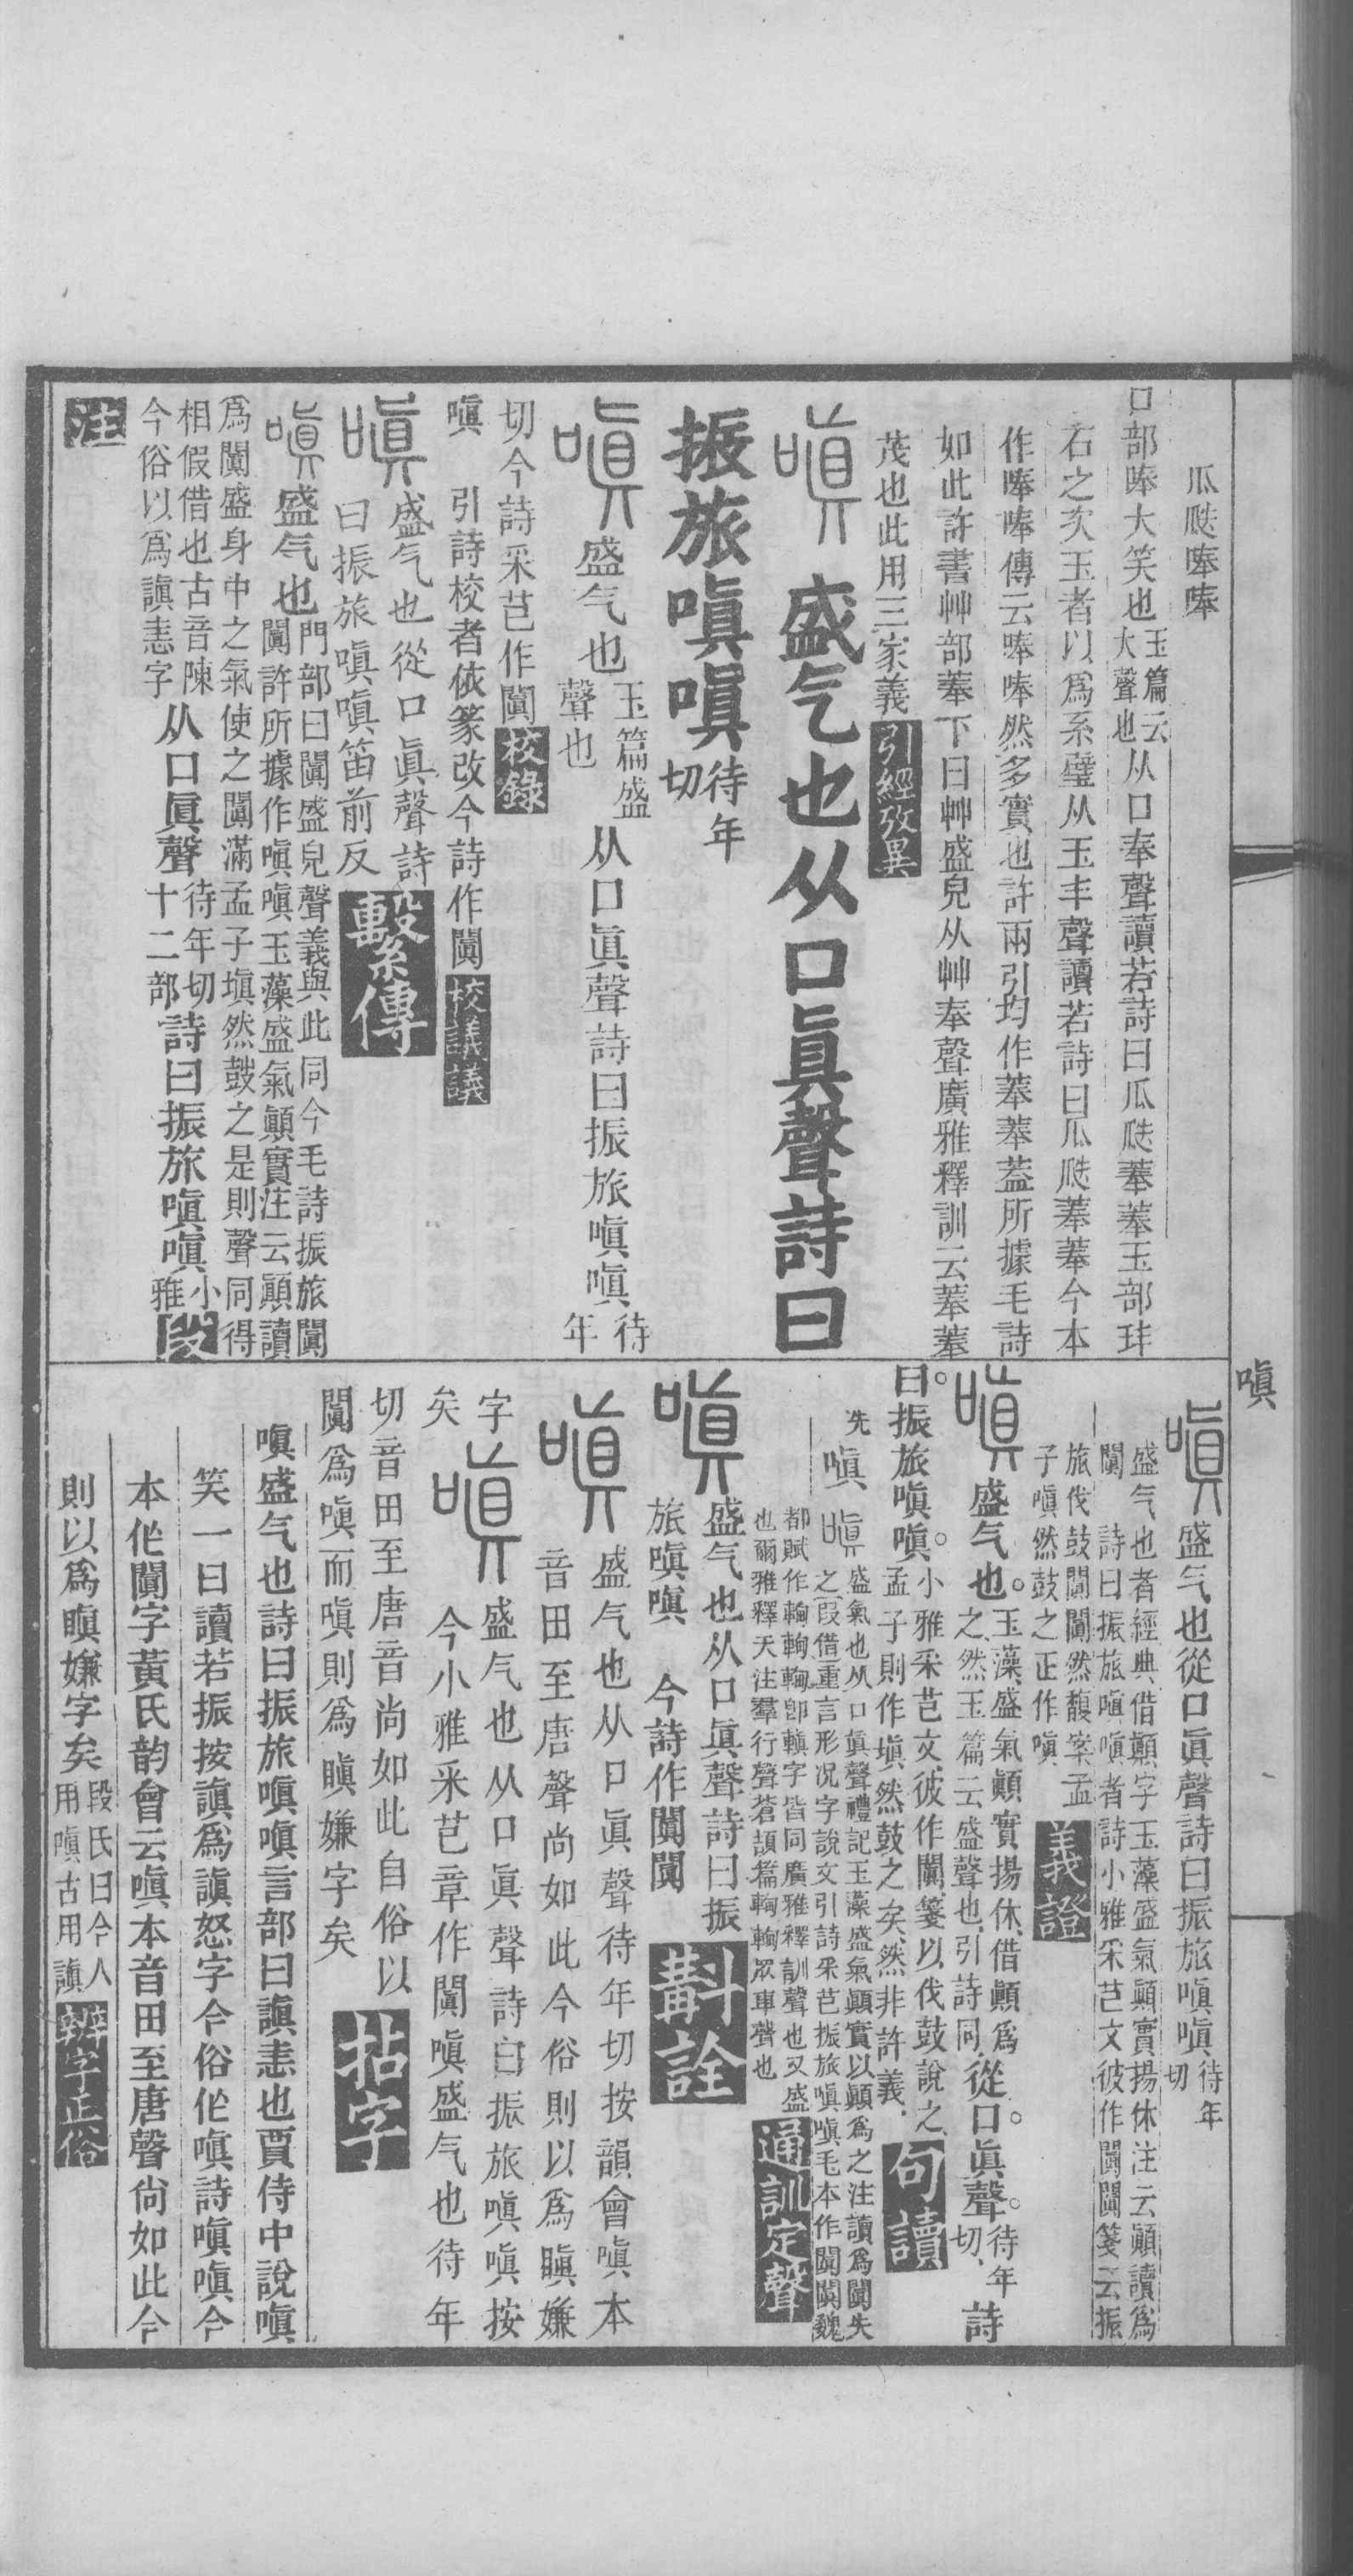 瓜瓞唪唪
口部唪大笑也玉篇云大聲也从口奉聲讀若詩曰瓜瓞菶菶玉部玤
石之次玉者以爲系璧从玉丰聲讀若詩曰瓜瓞菶菶今本
作唪唪傳云唪唪然多實也許兩引均作菶菶葢所據毛詩
如此許書艸部菶下曰艸盛皃从艸奉聲廣雅釋訓云菶菶
茂也此用三家義引經攷異
嗔 盛气也从口眞聲詩曰
振旅嗔嗔待年切
嗔盛气也玉篇盛聲也从口眞聲詩曰振旅嗔嗔待年
切今詩采芑作闐校錄
嗔 引詩校者依篆改今詩作闐校議議
嗔盛气也從口眞聲詩
曰振旅嗔嗔笛前反繫傳
嗔盛气也門部曰闐盛皃聲義與此同今毛詩振旅闐
闐許所據作嗔嗔玉藻盛氣顚實注云顚讀
爲闐盛身中之氣使之闐滿孟子塡然鼓之是則聲同得
相假借也古音陳今俗以爲謓恚字从口眞聲待年切十二部詩曰振旅嗔嗔小雅段
注
嗔
嗔盛气也從口眞聲詩曰振旅嗔嗔待年切
盛气也者經典借顚字玉藻盛氣顚實揚休注云顚讀爲
闐 詩曰振旅嗔嗔者詩小雅采芑文彼作闐闐箋云振
旅伐鼓闐闐然馥案孟
子嗔然鼓之正作嗔義證
嗔盛气也。玉藻盛氣顚實揚休、借顚爲
之、然玉篇云盛聲也、引詩同、從口。眞聲。待年切、詩
曰。振旅嗔嗔。小雅采芑文、彼作闐、箋以伐鼓說之、
孟子則作塡然鼓之矣、然非許義、句讀
嗔嗔盛氣也从口眞聲禮記玉藻盛氣顚實以顚爲之注讀爲闐失
之[叚借]重言形況字說文引詩采芑振旅嗔嗔毛本作闐闐魏
都賦作輷輷輷卽轒字皆同廣雅釋訓聲也又盛
也爾雅釋天注羣行聲蒼頡篇輷輷眾車聲也通訓定聲
先
嗔盛气也从口眞聲詩曰振
旅嗔嗔 今詩作闐闐斠詮
嗔盛气也从口眞聲待年切按韻會嗔本
音田至唐聲尚如此今俗則以爲瞋嫌
字
矣
嗔盛气也从口眞聲詩曰振旅嗔嗔按
今小雅采芑章作闐嗔盛气也待年
切音田至唐音尚如此自俗以
闐爲嗔而嗔則爲瞋嫌字矣拈字
嗔盛气也詩曰振旅嗔嗔言部曰謓恚也賈侍中說嗔
笑一曰讀若振按謓爲謓怒字今俗作嗔詩嗔嗔今
本作闐字黃氏韵會云嗔本音田至唐聲尚如此今
則以爲瞋嫌字矣段氏曰今人用嗔古用謓辨字正俗